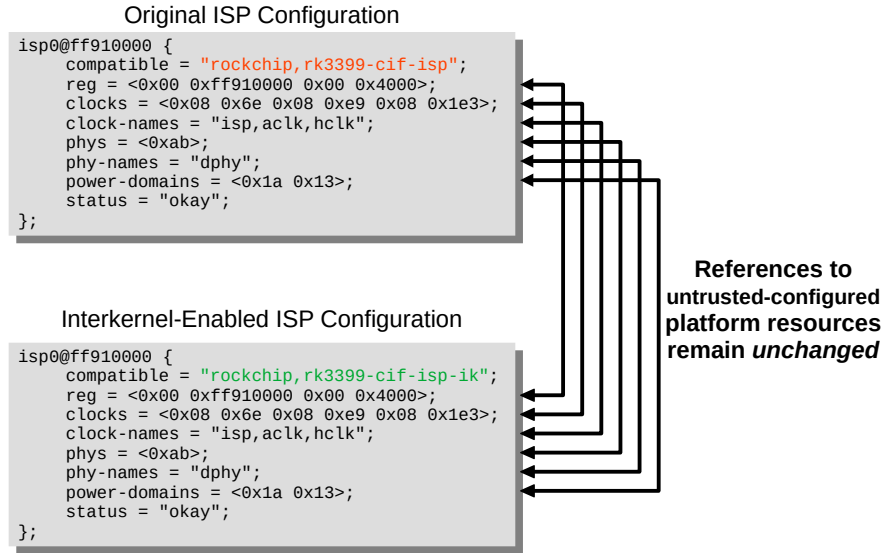 Original ISP Configuration
isp0@ff910000 {
compatible = "rockchip,rk3399-cif-isp";
reg = <0x00 0xff910000 0x00 0x4000>;
clocks = <0x08 0x6e 0x08 0xe9 0x08 0x1e3>;
clock-names = "isp,aclk,hclk";
phys = <0xab>;
phy-names = "dphy";
power-domains = <0x1a 0x13>;
status = "okay";
};
References to
untrusted-configured
platform resources
remain unchanged
Interkernel-Enabled ISP Configuration
isp0@ff910000 {
compatible = "rockchip,rk3399-cif-isp-ik";
reg = <0x00 0xff910000 0x00 0x4000>;
clocks = <0x08 0x6e 0x08 0xe9 0x08 0x1e3>;
clock-names = "isp,aclk,hclk";
phys = <0xab>;
phy-names = "dphy";
power-domains = <0x1a 0x13>;
status = "okay";
};